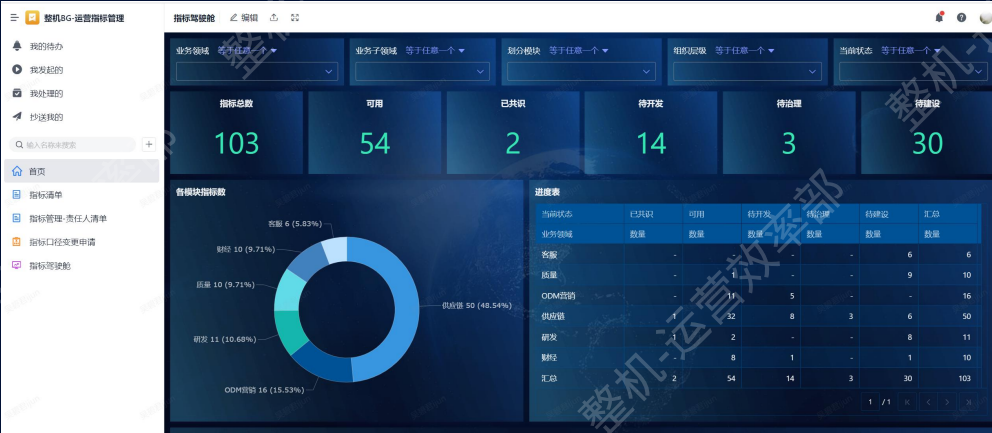 整机BG-运营指标管理
指标驾驶舱 编辑
我的待办
我发起的
我处理的
抄送我的
输入名称来搜索
首页
指标清单
指标管理-责任人清单
指标口径变更申请
指标驾驶舱
业务领域 等于任意一个 业务子领域 等于任意一个 划分模块 等于任意一个 组织层级 等于任意一个 当前状态 等于任意一个
指标总数 可用 已共识 待开发 待治理 待建设
103 54 2 14 3 30
各模块指标数
客服 6 (5.83%)
财经 10 (9.71%)
质量 10 (9.71%)
供应链 50 (48.54%)
研发 11 (10.68%)
ODM营销 16 (15.53%)
进度表
当前状态 已共识 可用 待开发 待治理 待建设 汇总
业务领域 数量 数量 数量 数量 数量 数量
客服 - - - - 6 6
质量 - 1 - - 9 10
ODM营销 - 11 5 - - 16
供应链 1 32 8 3 6 50
研发 1 2 - - 8 11
财经 - 8 1 - 1 10
汇总 2 54 14 3 30 103
1 /1
整机-运营效率部